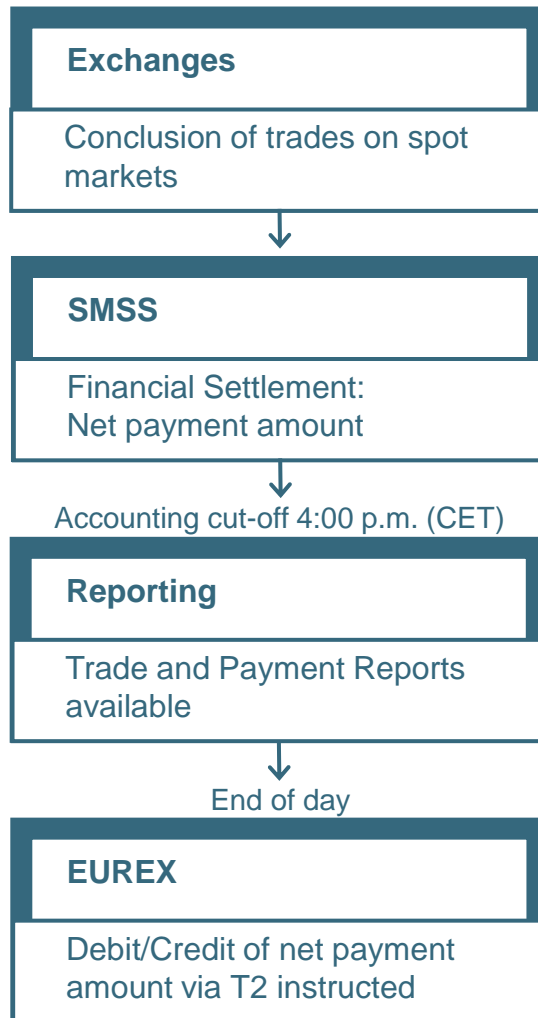 Exchanges
Conclusion of trades on spot
markets
SMSS
Financial Settlement:
Net payment amount
Accounting cut-off 4:00 p.m. (CET)
Reporting
Trade and Payment Reports
available
End of day
EUREX
Debit/Credit of net payment
amount via T2 instructed